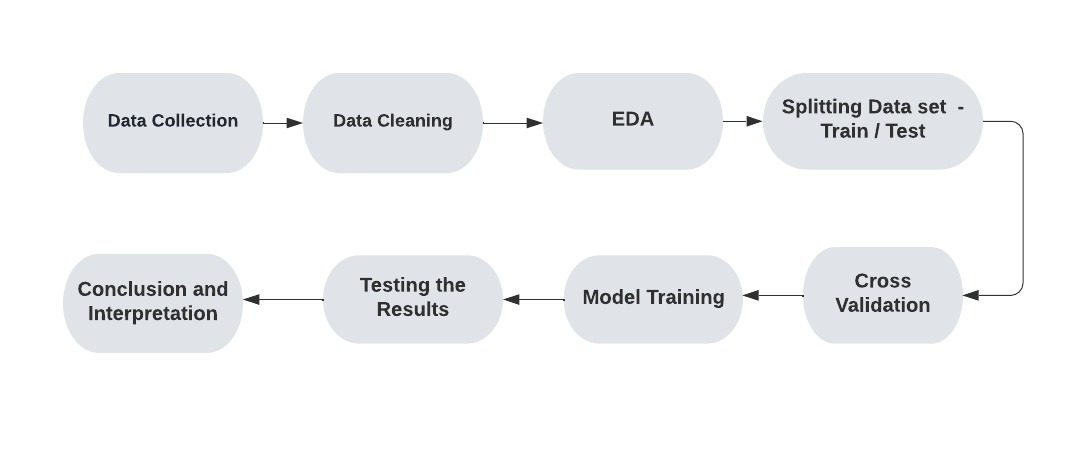 Data Collection
Data Cleaning
EDA
Splitting Data set  -
Train / Test
Cross
Validation
Model Training
Testing the
Results
Conclusion and
Interpretation